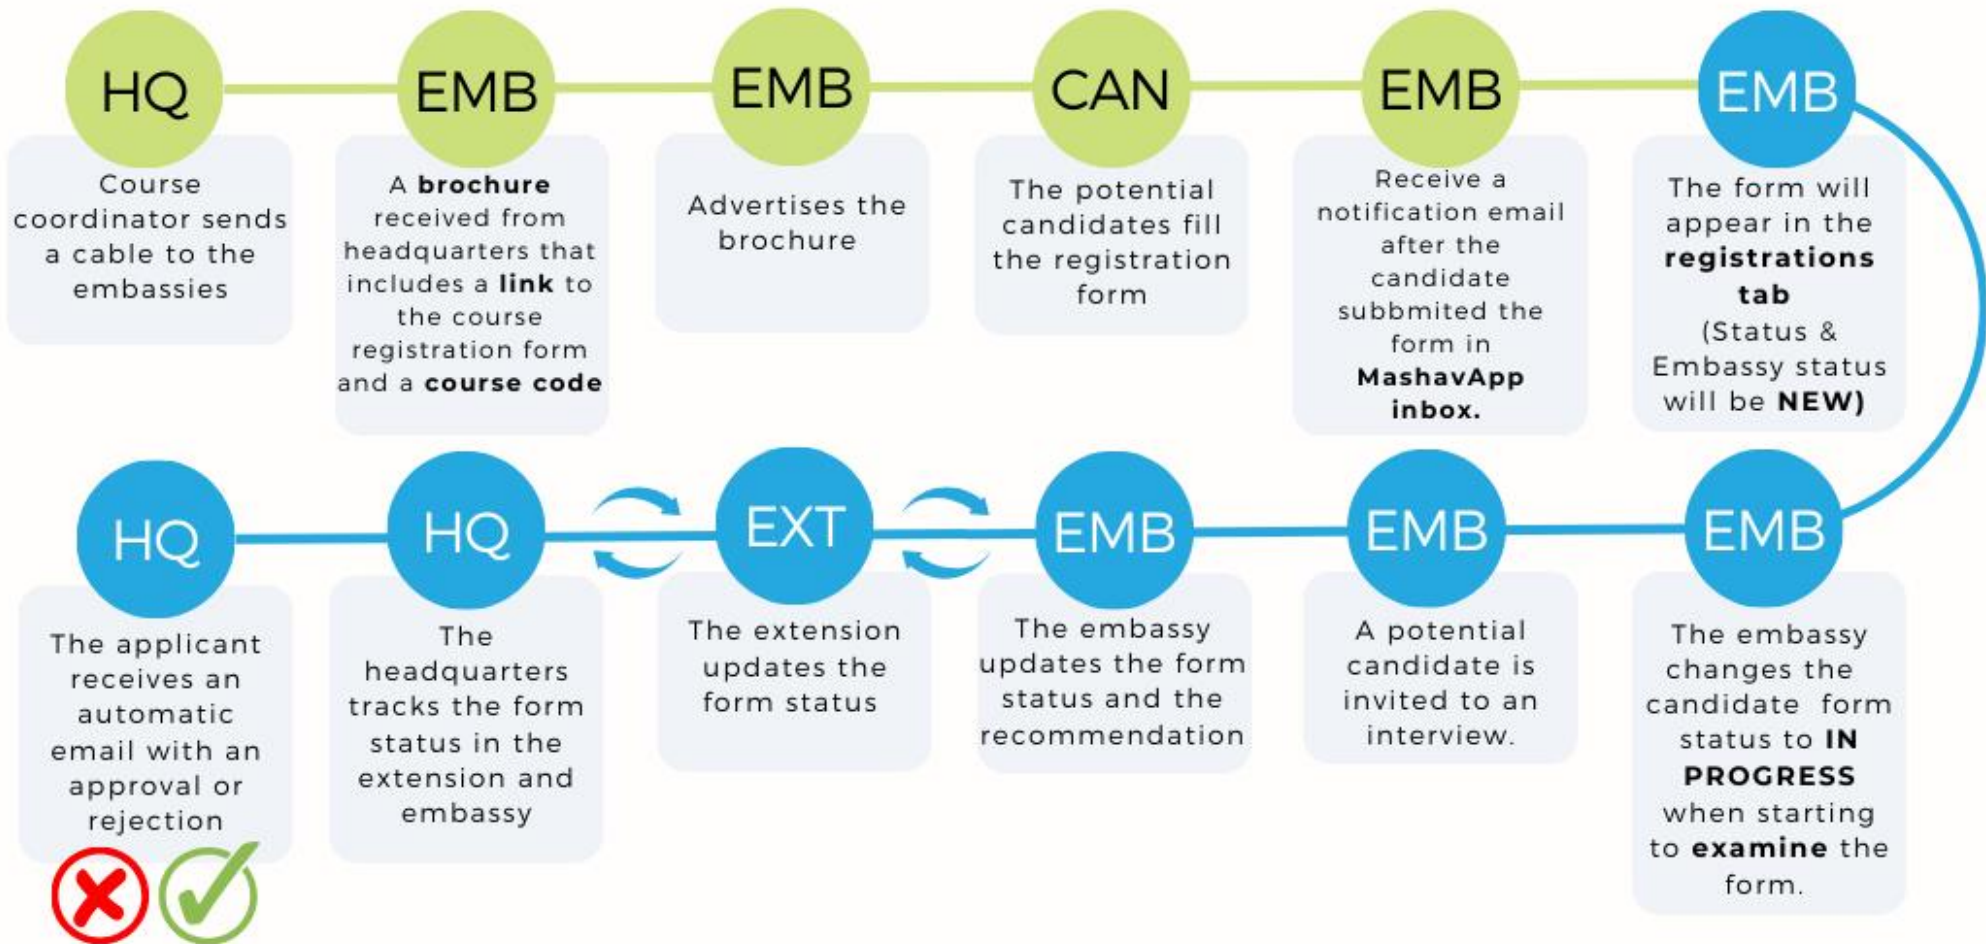 HQ
Course
coordinator sends
a cable to the
embassies
EMB
A brochure
received from
headquarters that
includes a link to
the course
registration form
and a course code
EMB
Advertises the
brochure
CAN
The potential
candidates fill
the registration
form
EMB
Receive a
notification email
after the
candidate
subbmited the
form in
MashavApp
inbox.
EMB
The form will
appear in the
registrations
tab
(Status &
Embassy status
will be NEW)
EMB
The embassy
changes the
candidate form
status to IN
PROGRESS
when starting
to examine the
form.
EMB
A potential
candidate is
invited to an
interview.
EMB
The embassy
updates the form
status and the
recommendation
EXT
The extension
updates the
form status
HQ
The
headquarters
tracks the form
status in the
extension and
embassy
HQ
The applicant
receives an
automatic
email with an
approval or
rejection